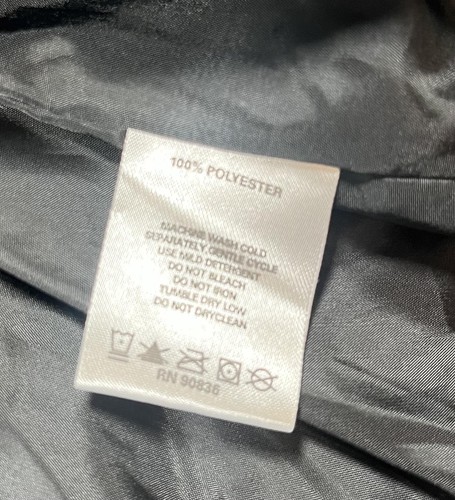 100% POLYESTER
MACHINE WASH COLD
SEPARATELY, GENTLE CYCLE
USE MILD DETERGENT
DO NOT BLEACH
DO NOT IRON
TUMBLE DRY LOW
DO NOT DRYCLEAN
RN 90836